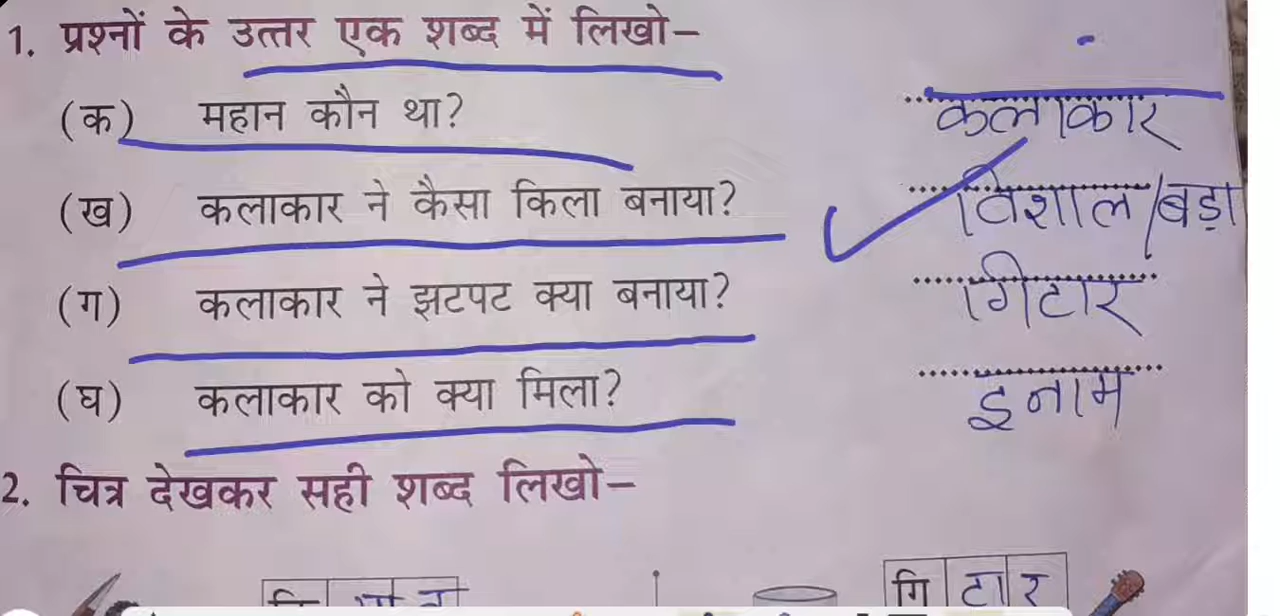 1. प्रश्नों के उत्तर एक शब्द में लिखो–
(क) महान कौन था? कलाकार
(ख) कलाकार ने कैसा किला बनाया? विशाल/बड़ा
(ग) कलाकार ने झटपट क्या बनाया? गिटार
(घ) कलाकार को क्या मिला? इनाम
2. चित्र देखकर सही शब्द लिखो–
गि टा र